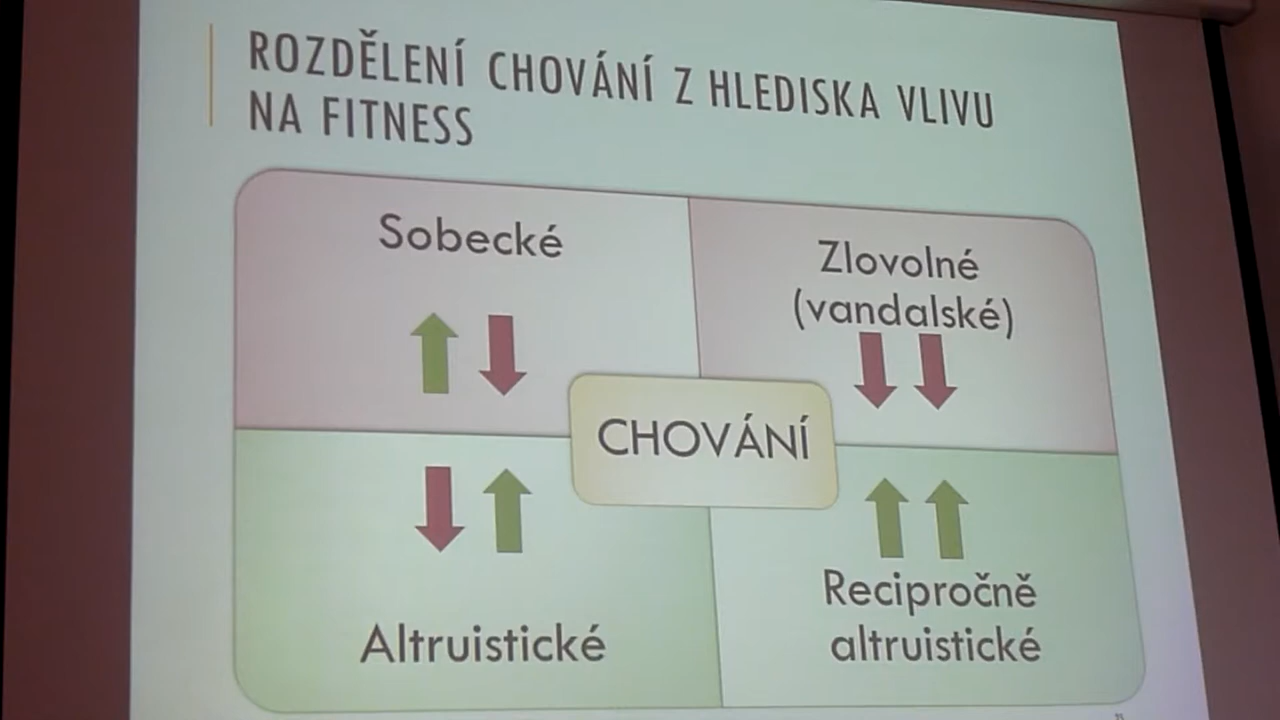 ROZDĚLENÍ CHOVÁNÍ Z HLEDISKA VLIVU
NA FITNESS
Sobecké
Zlovolné
(vandalské)
CHOVÁNÍ
Altruistické
Recipročně
altruistické